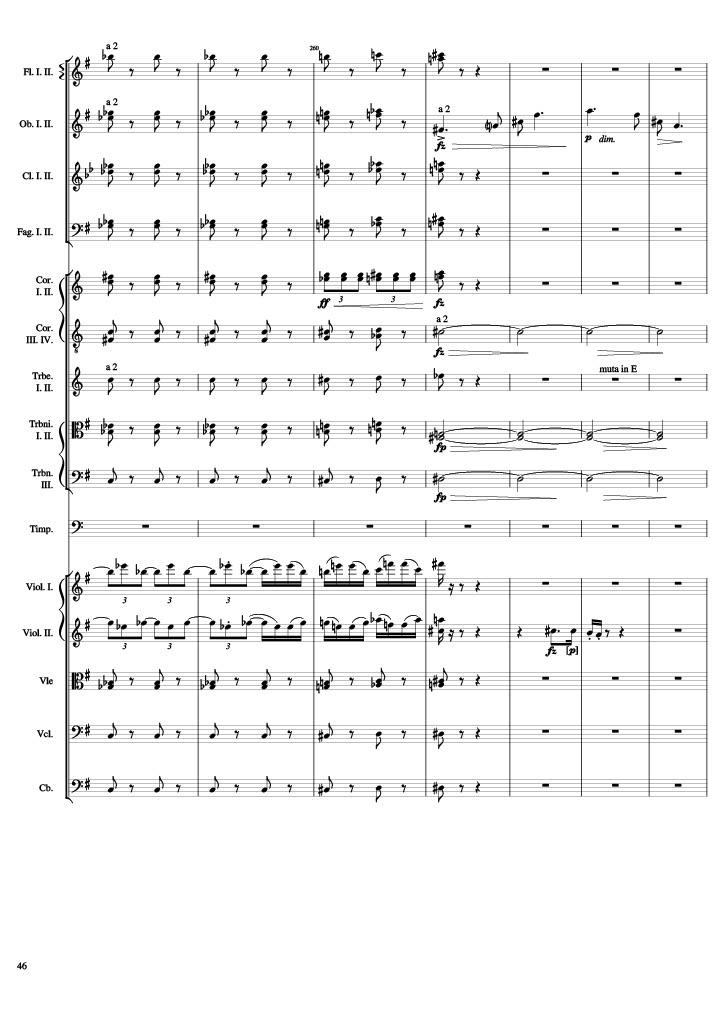 a 2
260
Fl. I. II.
a 2
a 2
Ob. I. II.
fz
p dim.
Cl. I. II.
Fag. I. II.
Cor.
I. II.
ff 3 3 fz
a 2
Cor.
III. IV.
fz
a 2
muta in E
Trbe.
I. II.
Trbni.
I. II.
fp
Trbn.
III.
fp
Timp.
Viol. I.
3 3 3
Viol. II.
3 3 3
fz [p]
Vle
Vcl.
Cb.
46